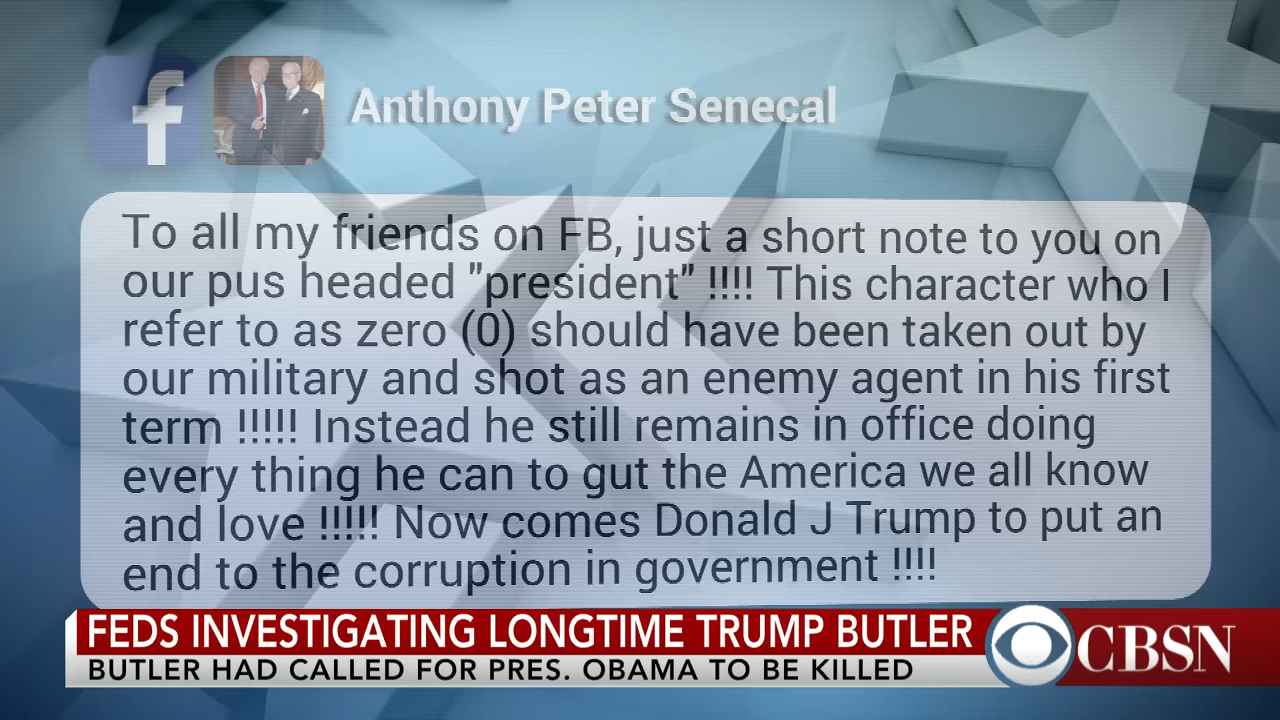 f
Anthony Peter Senecal
To all my friends on FB, just a short note to you on
our pus headed "president" !!!! This character who I
refer to as zero (0) should have been taken out by
our military and shot as an enemy agent in his first
term !!!!! Instead he still remains in office doing
every thing he can to gut the America we all know
and love !!!!! Now comes Donald J Trump to put an
end to the corruption in government !!!!
FEDS INVESTIGATING LONGTIME TRUMP BUTLER
BUTLER HAD CALLED FOR PRES. OBAMA TO BE KILLED
CBSN